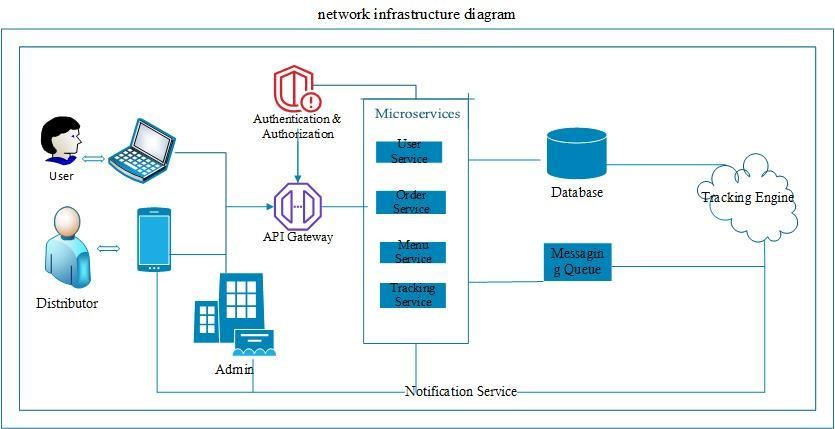 network infrastructure diagram
Authentication &
Authorization
Microservices
User
Service
User
Database
Order
Service
Tracking Engine
API Gateway
Menu
Service
Messagin
g Queue
Distributor
Tracking
Service
Admin
Notification Service